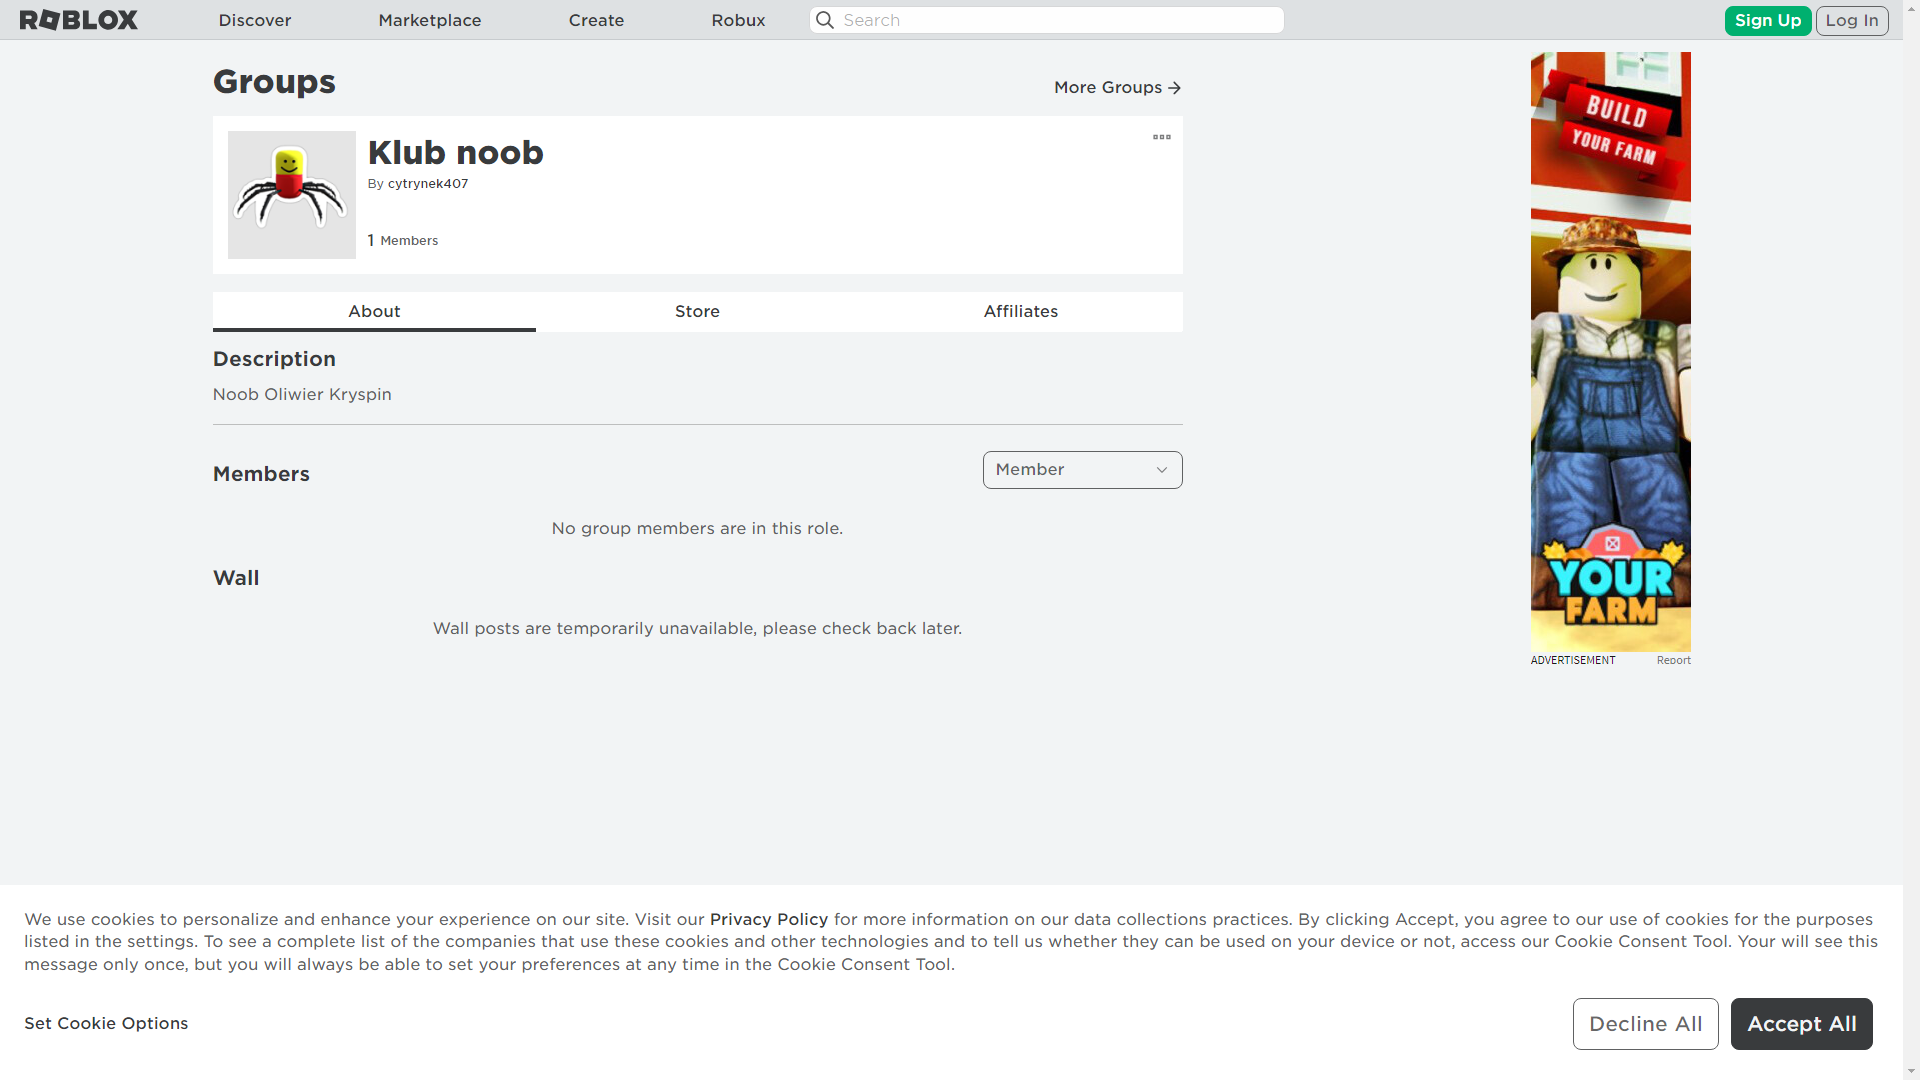 ROBLOX Discover Marketplace Create Robux Search Sign Up Log In
Groups
More Groups
Klub noob
By cytrynek407
1 Members
About Store Affiliates
Description
Noob Oliwier Kryspin
Members
Member
No group members are in this role.
Wall
Wall posts are temporarily unavailable, please check back later.
BUILD
YOUR FARM
YOUR
FARM
ADVERTISEMENT Report
We use cookies to personalize and enhance your experience on our site. Visit our Privacy Policy for more information on our data collections practices. By clicking Accept, you agree to our use of cookies for the purposes
listed in the settings. To see a complete list of the companies that use these cookies and other technologies and to tell us whether they can be used on your device or not, access our Cookie Consent Tool. Your will see this
message only once, but you will always be able to set your preferences at any time in the Cookie Consent Tool.
Set Cookie Options
Decline All
Accept All